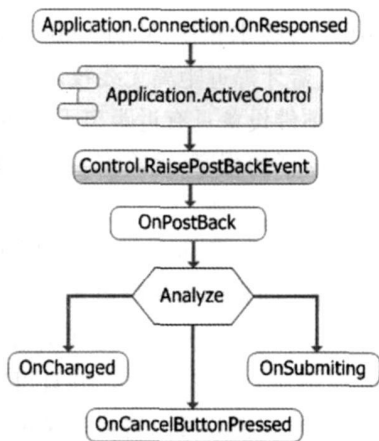 Application.Connection.OnResponsed
Application.ActiveControl
Control.RaisePostBackEvent
OnPostBack
Analyze
OnChanged
OnSubmiting
OnCancelButtonPressed